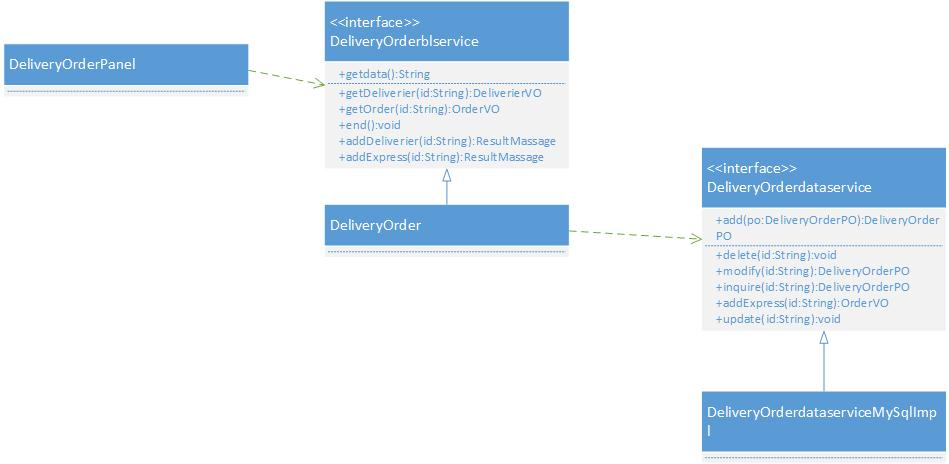 <<interface>>
DeliveryOrderblservice
DeliveryOrderPanel
+getdata():String
+getDeliverier(id:String):DeliverierVO
+getOrder(id:String):OrderVO
+end():void
+addDeliverier(id:String):ResultMassage
+addExpress(id:String):ResultMassage
<<interface>>
DeliveryOrderdataservice
DeliveryOrder
+add(po:DeliveryOrderPO):DeliveryOrder
PO
+delete(id:String):void
+modify(id:String):DeliveryOrderPO
+inquire(id:String):DeliveryOrderPO
+addExpress(id:String):OrderVO
+update(id:String):void
DeliveryOrderdataserviceMySqlImp
l